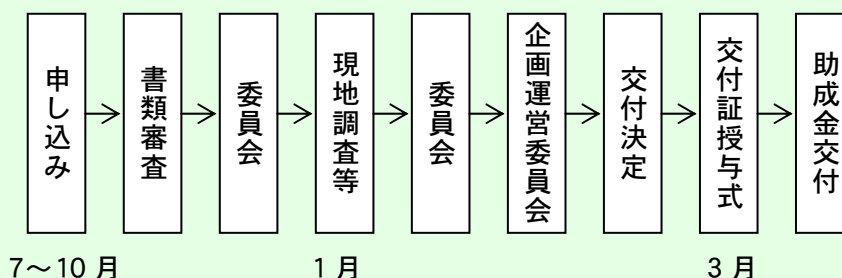 申し込み
書類審査
委員会
現地調査等
委員会
企画運営委員会
交付決定
交付証授与式
助成金交付
7～10 月
1 月
3 月